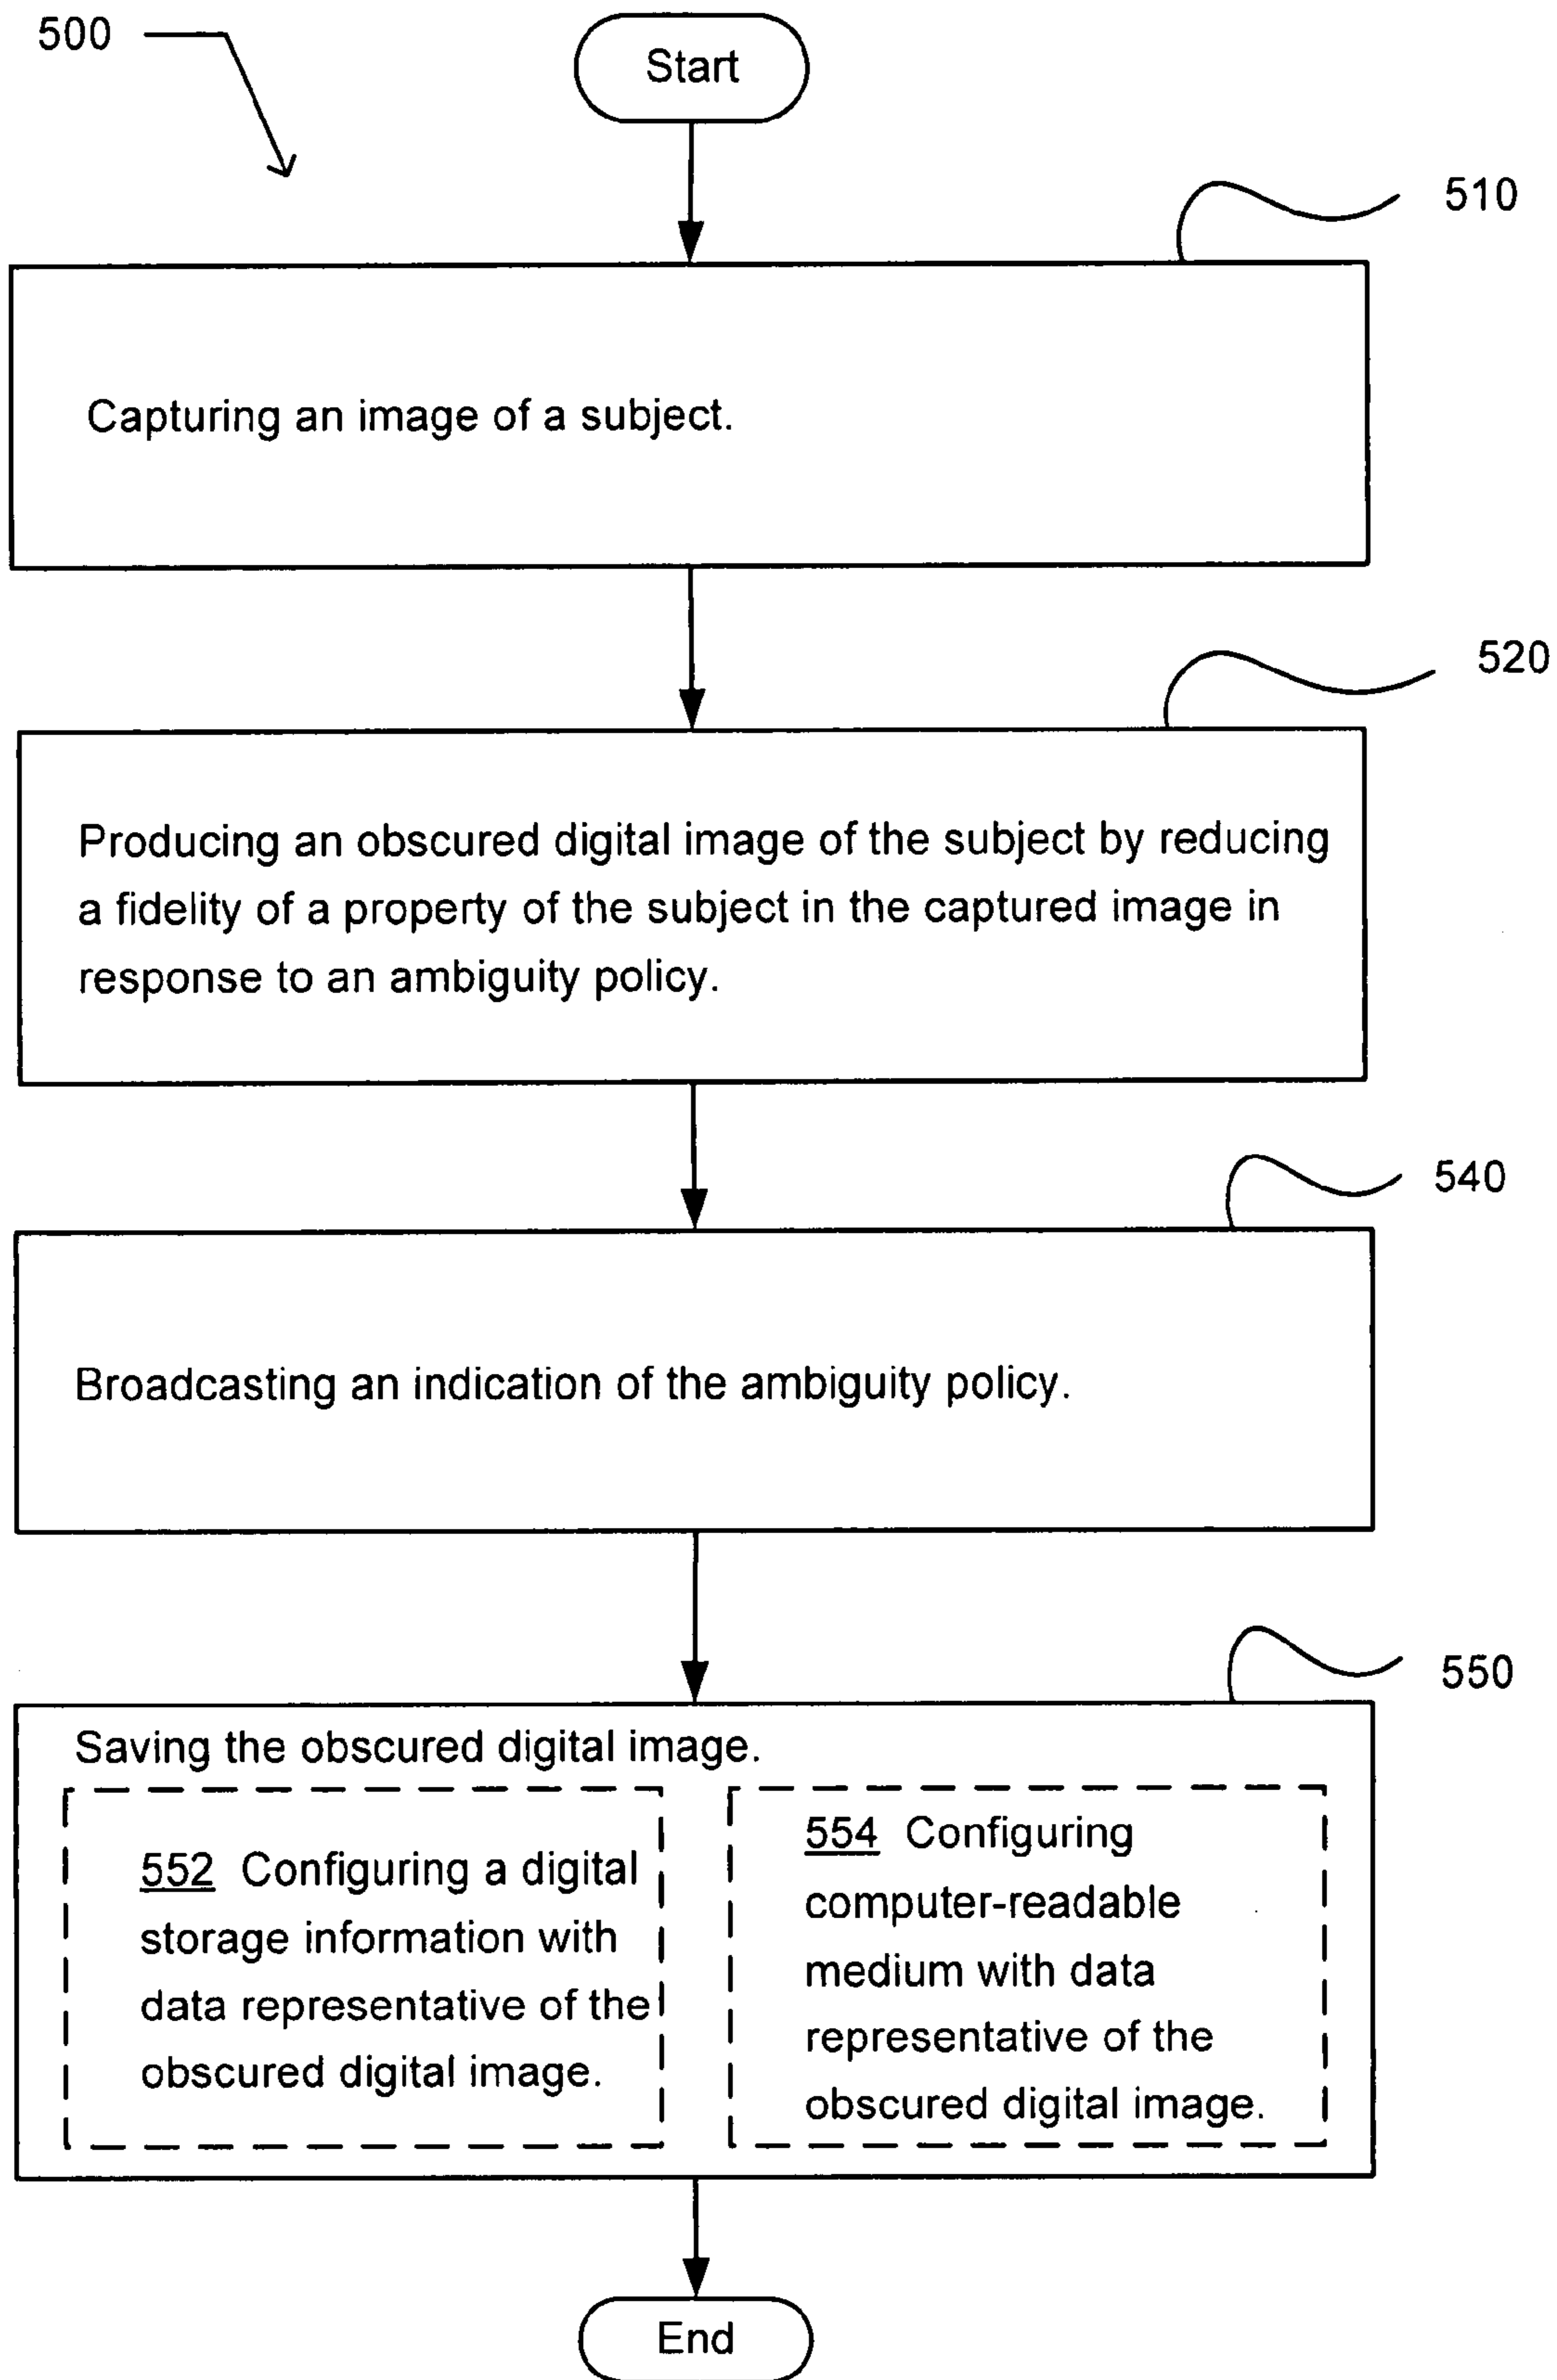 500
Start
510
Capturing an image of a subject.
520
Producing an obscured digital image of the subject by reducing
a fidelity of a property of the subject in the captured image in
response to an ambiguity policy.
540
Broadcasting an indication of the ambiguity policy.
550
Saving the obscured digital image.
552 Configuring a digital
storage information with
data representative of the
obscured digital image.
554 Configuring
computer-readable
medium with data
representative of the
obscured digital image.
End